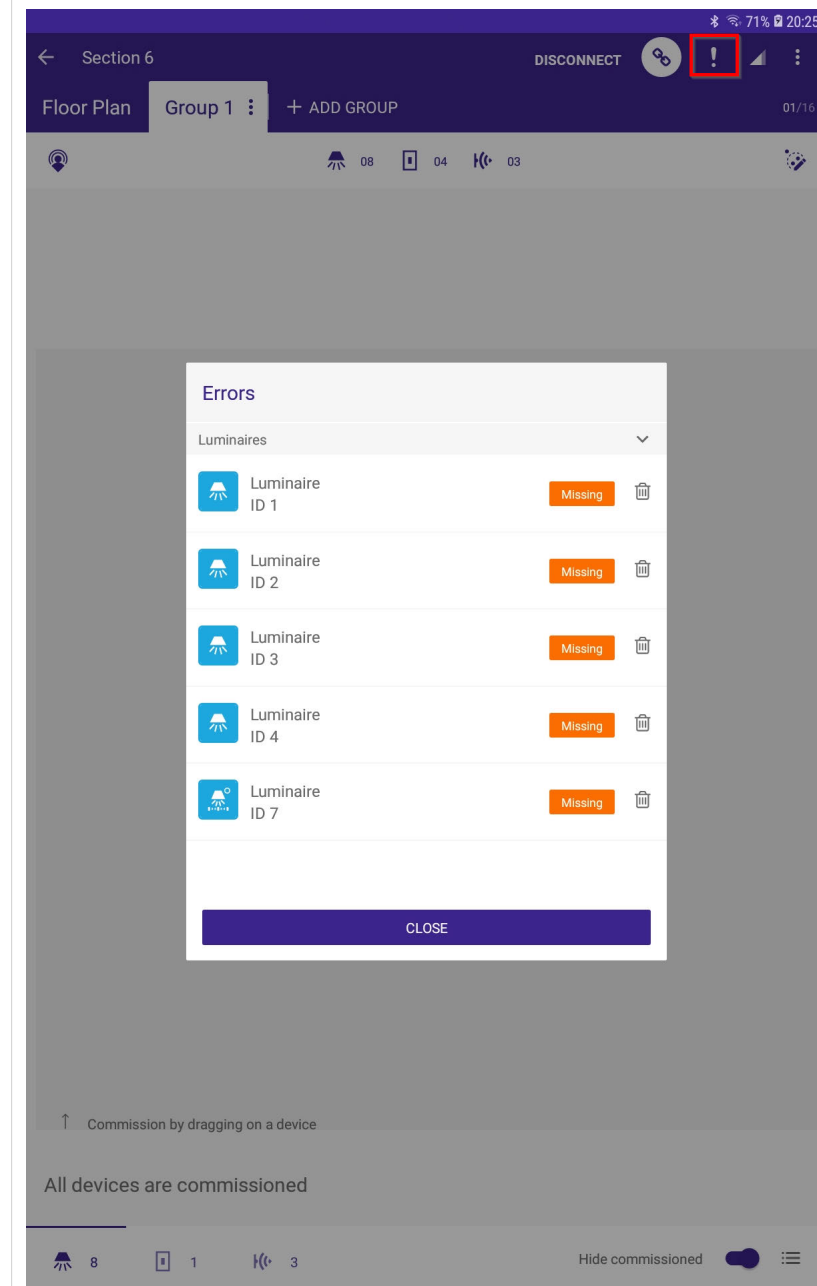 71% 20:25
Section 6
DISCONNECT
Floor Plan
Group 1
+ ADD GROUP
01/16
08
04
03
Errors
Luminaires
Luminaire
ID 1
Missing
Luminaire
ID 2
Missing
Luminaire
ID 3
Missing
Luminaire
ID 4
Missing
Luminaire
ID 7
Missing
CLOSE
↑ Commission by dragging on a device
All devices are commissioned
8
1
3
Hide commissioned